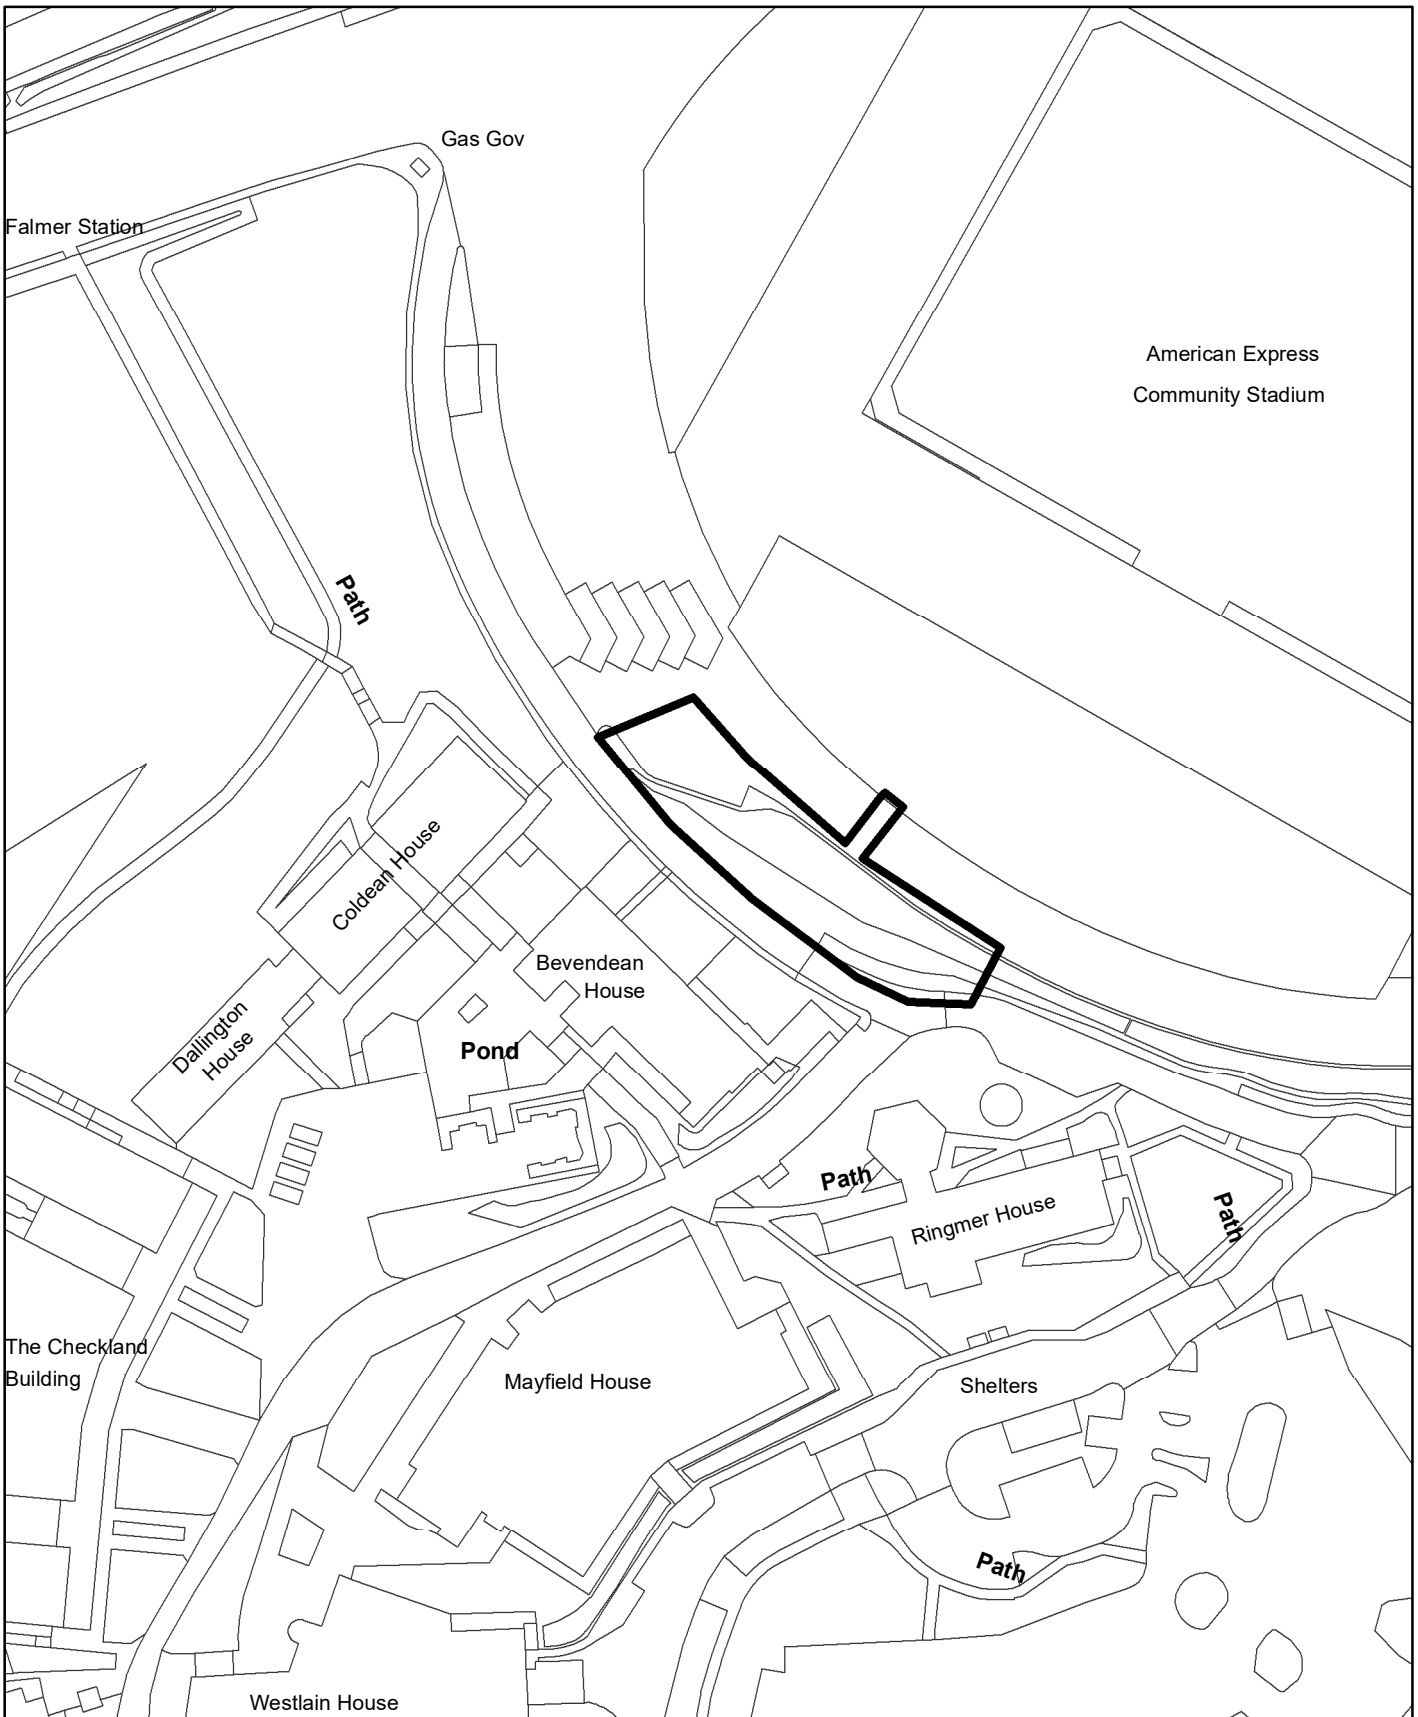 Gas Gov
Falmer Station
American Express
Community Stadium
Path
Coldean House
Bevendean
House
Dallington
House
Pond
Path
Ringmer House
Path
The Checkland
Building
Mayfield House
Shelters
Path
Westlain House